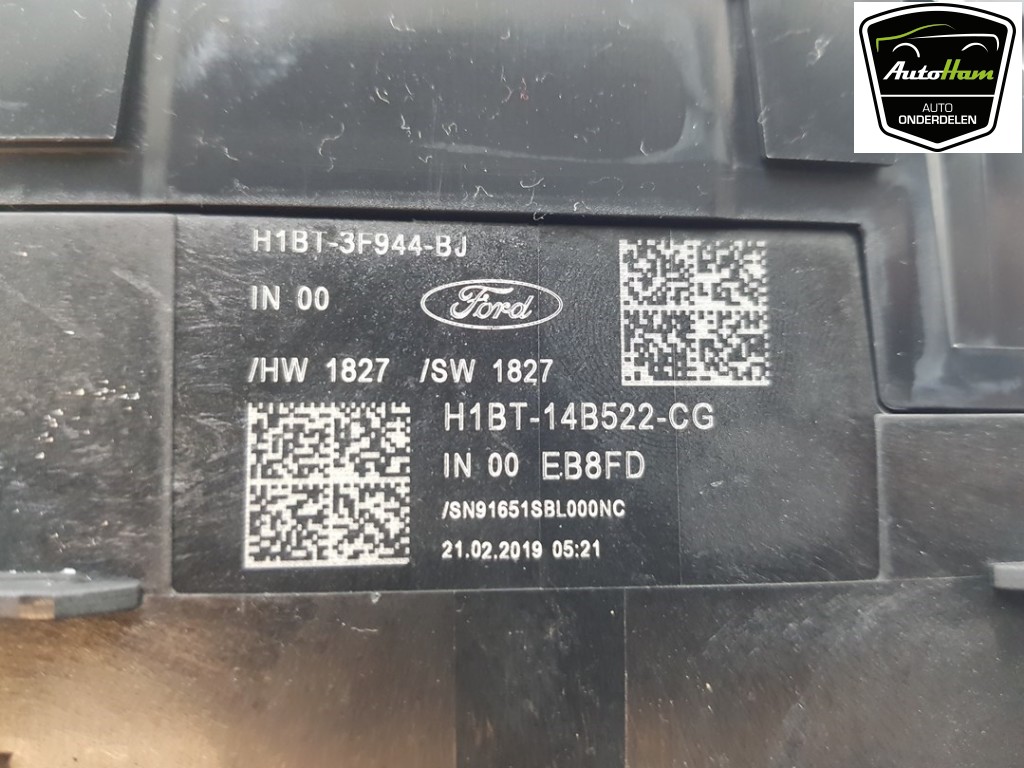 AutoHam
AUTO
ONDERDELEN
H1BT-3F944-BJ
IN 00
Ford
/HW 1827 /SW 1827
H1BT-14B522-CG
IN 00 EB8FD
/SN91651SBL000NC
21.02.2019 05:21